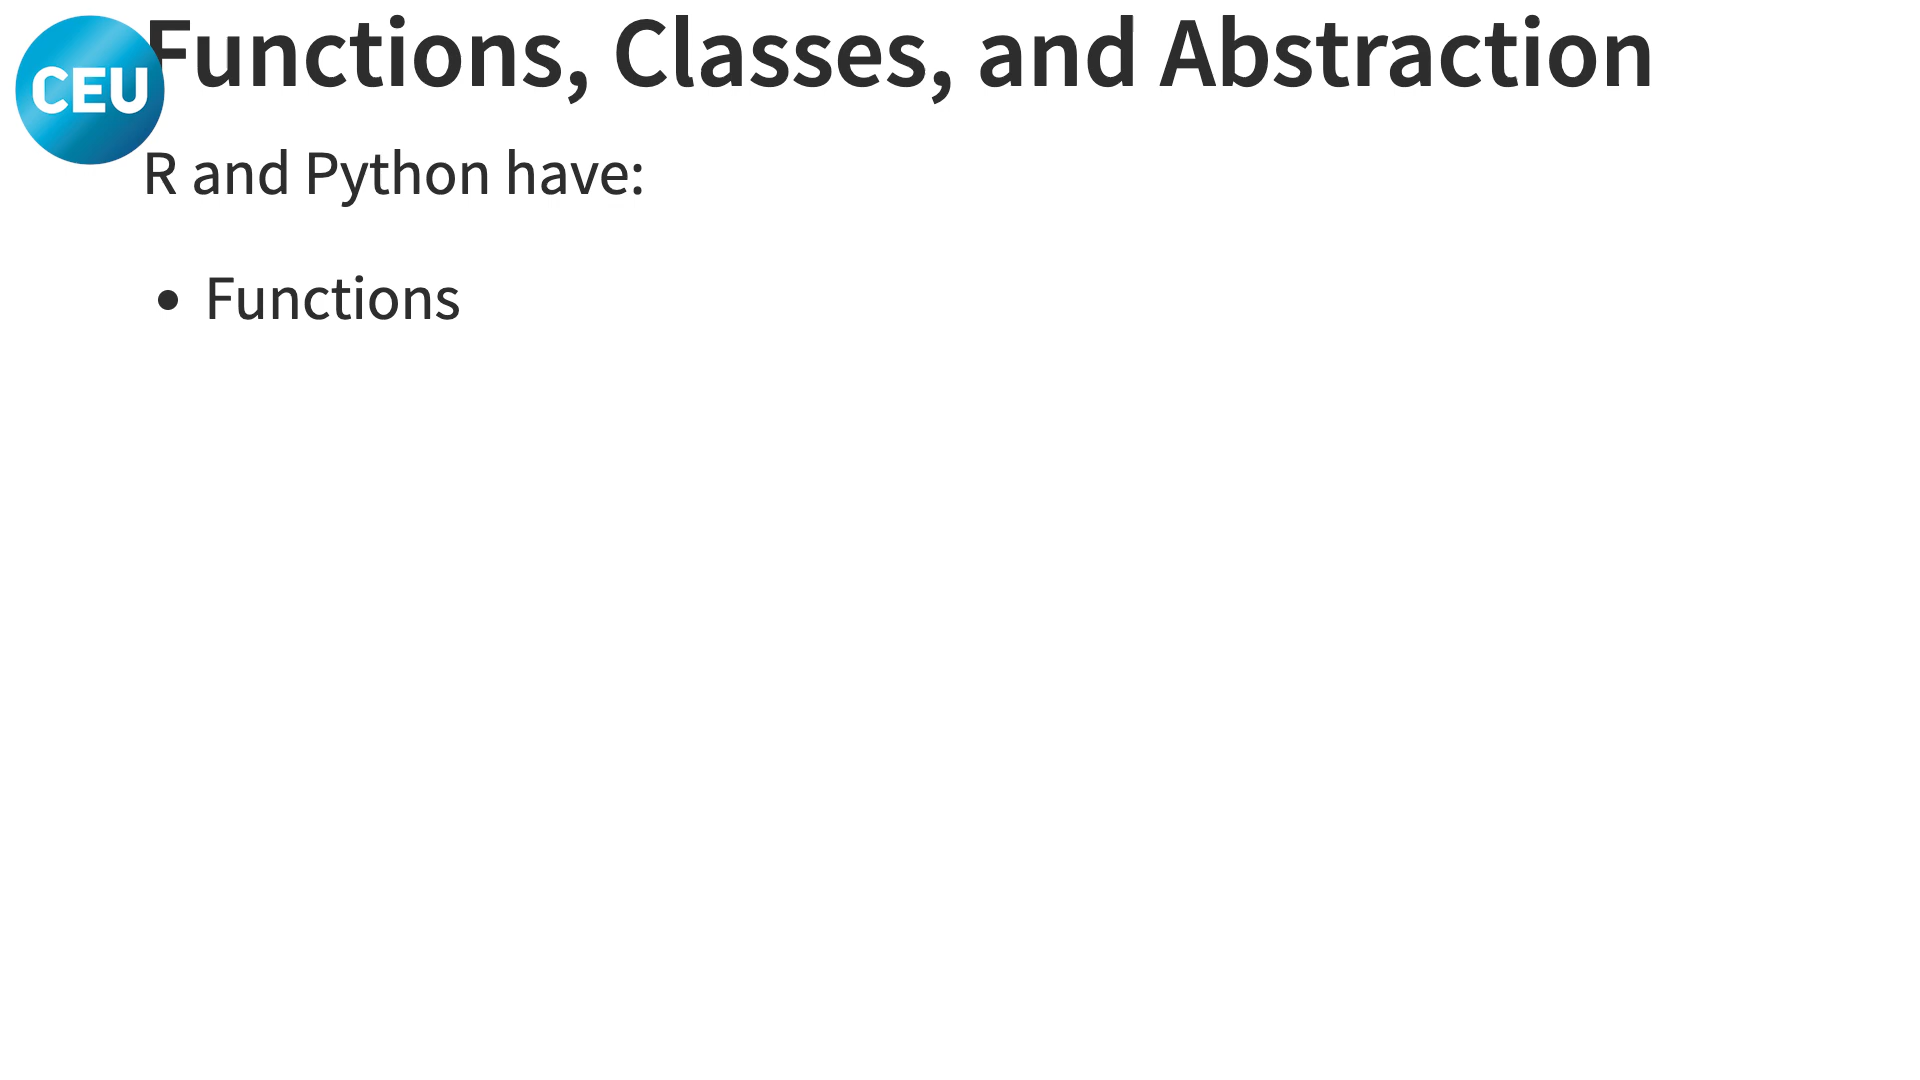 Functions, Classes, and Abstraction
CEU
R and Python have:
• Functions